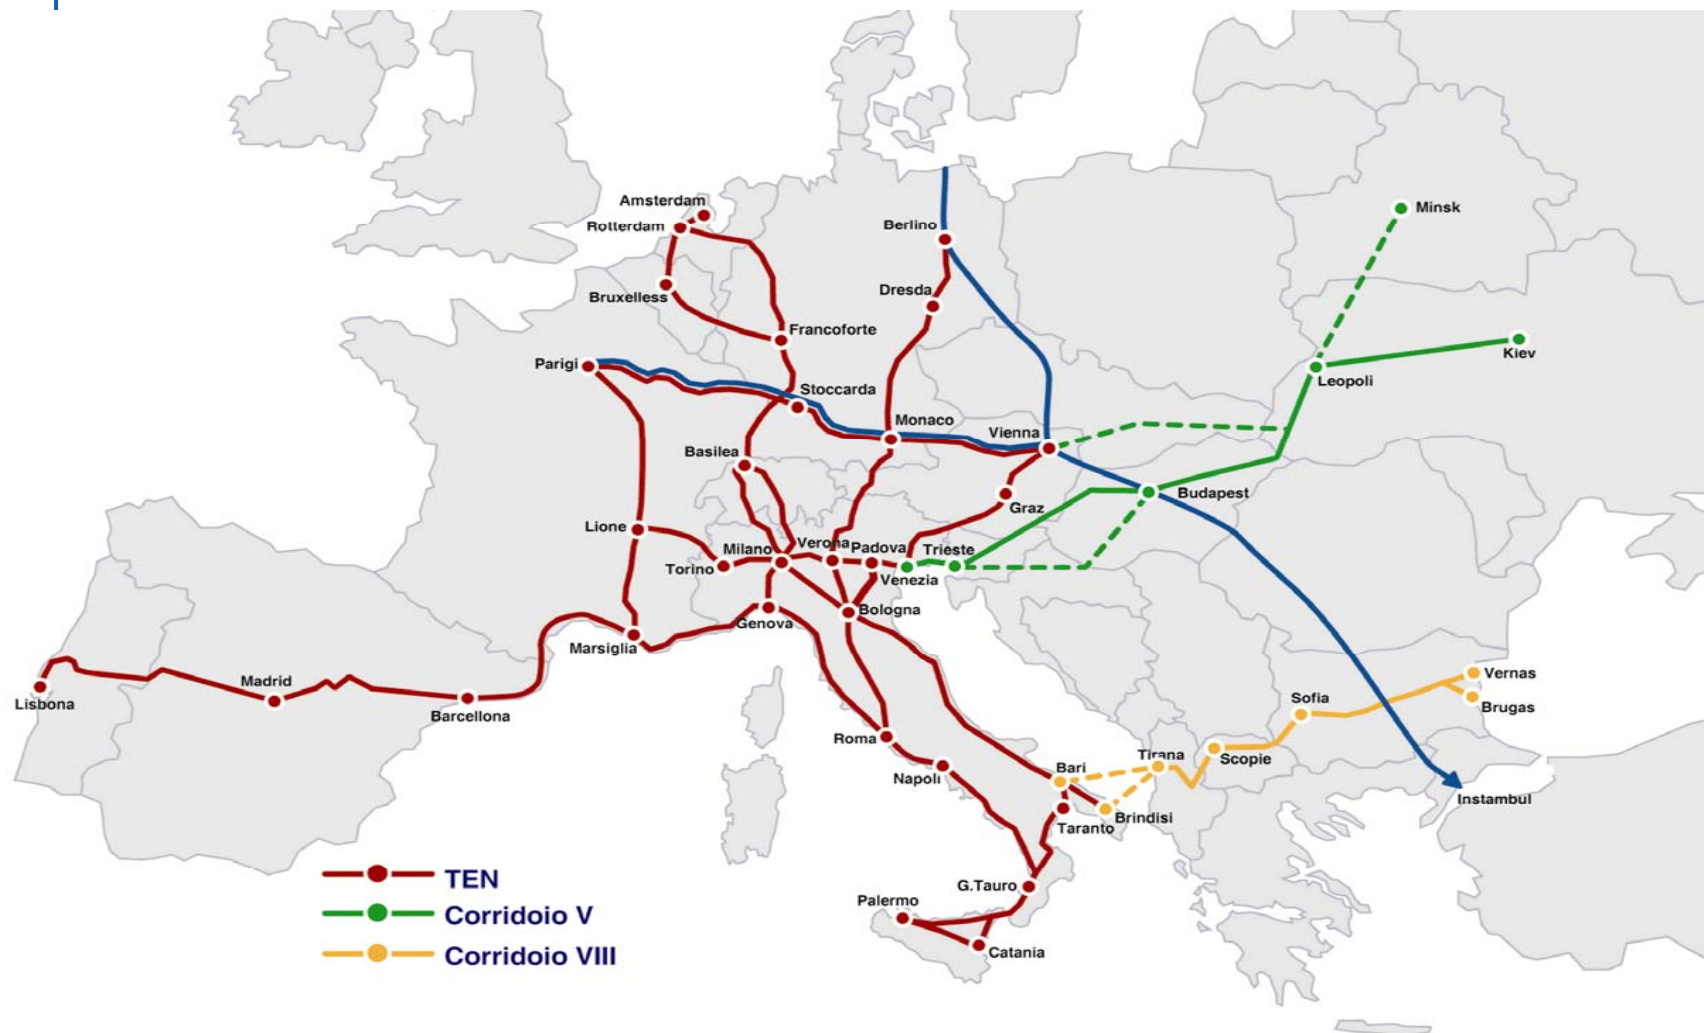 Amsterdam
Rotterdam
Minsk
Berlino
Dresda
Bruxelless
Francoforte
Kiev
Parigi
Leopoli
Stoccarda
Monaco
Vienna
Basilea
Budapest
Graz
Lione
Milano
Verona
Padova
Trieste
Torino
Venezia
Bologna
Genova
Marsiglia
Vernas
Madrid
Sofia
Brugas
Lisbona
Barcellona
Roma
Tirana
Scopie
Bari
Napoli
Instambul
Brindisi
Taranto
TEN
G.Tauro
Palermo
Corridoio V
Catania
Corridoio VIII